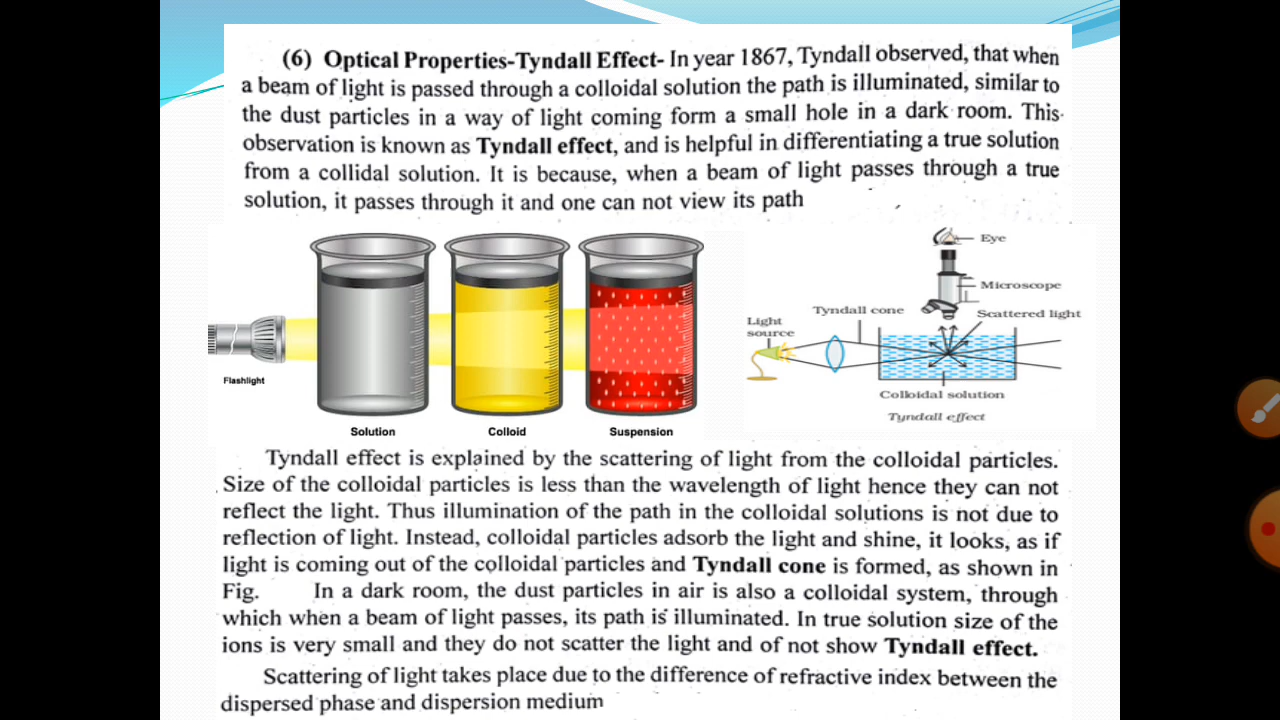 (6) Optical Properties-Tyndall Effect- In year 1867, Tyndall observed, that when
a beam of light is passed through a colloidal solution the path is illuminated, similar to
the dust particles in a way of light coming form a small hole in a dark room. This
observation is known as Tyndall effect, and is helpful in differentiating a true solution
from a collidal solution. It is because, when a beam of light passes through a true
solution, it passes through it and one can not view its path
Flashlight
Solution
Colloid
Suspension
Eye
Microscope
Tyndall cone
Scattered light
Light
source
Colloidal solution
Tyndall effect
Tyndall effect is explained by the scattering of light from the colloidal particles.
Size of the colloidal particles is less than the wavelength of light hence they can not
reflect the light. Thus illumination of the path in the colloidal solutions is not due to
reflection of light. Instead, colloidal particles adsorb the light and shine, it looks, as if
light is coming out of the colloidal particles and Tyndall cone is formed, as shown in
Fig. In a dark room, the dust particles in air is also a colloidal system, through
which when a beam of light passes, its path is illuminated. In true solution size of the
ions is very small and they do not scatter the light and of not show Tyndall effect.
Scattering of light takes place due to the difference of refractive index between the
dispersed phase and dispersion medium